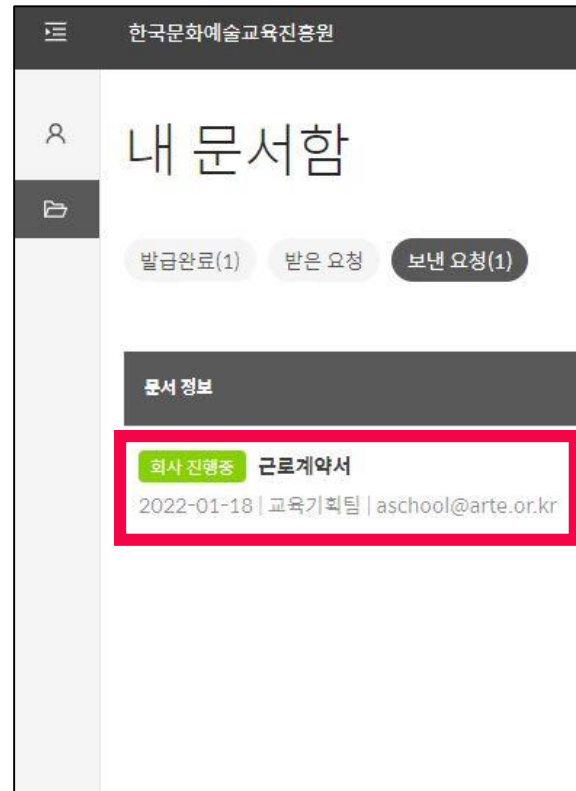 한국문화예술교육진흥원
내 문서함
발급완료(1) 받은 요청 보낸 요청(1)
문서 정보
회사 진행중 근로계약서
2022-01-18 | 교육기획팀 | aschool@arte.or.kr